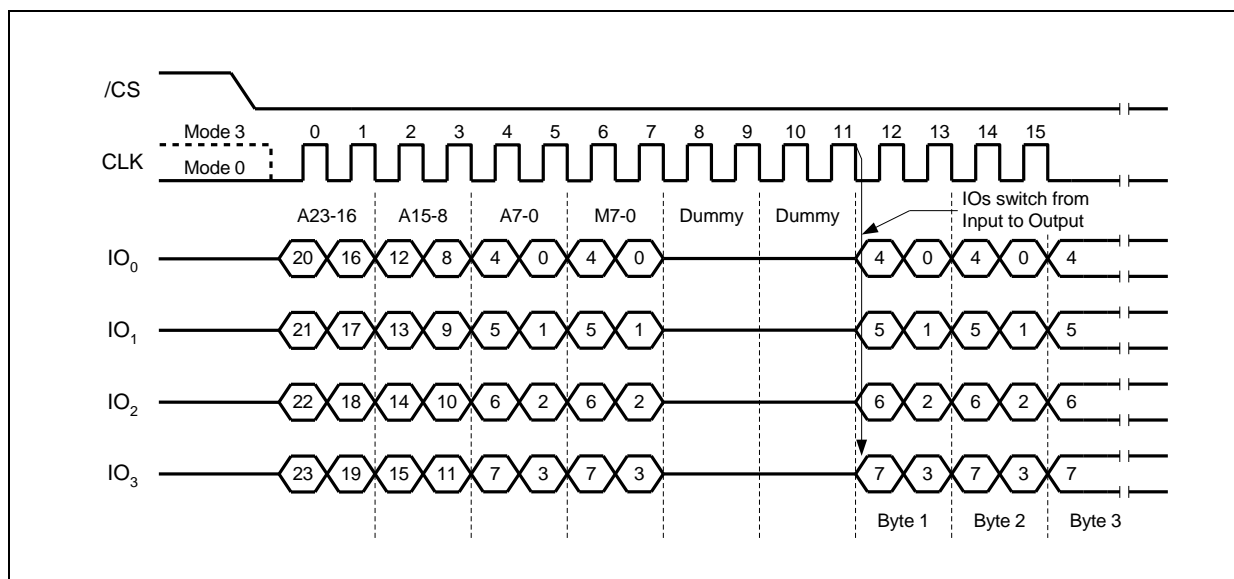 /CS
Mode 3 0 1 2 3 4 5 6 7 8 9 10 11 12 13 14 15
CLK
Mode 0
IOs switch from
Input to Output
A23-16 A15-8 A7-0 M7-0 Dummy Dummy
IO0 20 16 12 8 4 0 4 0 4 0 4 0 4
IO1 21 17 13 9 5 1 5 1 5 1 5 1 5
IO2 22 18 14 10 6 2 6 2 6 2 6 2 6
IO3 23 19 15 11 7 3 7 3 7 3 7 3 7
Byte 1 Byte 2 Byte 3